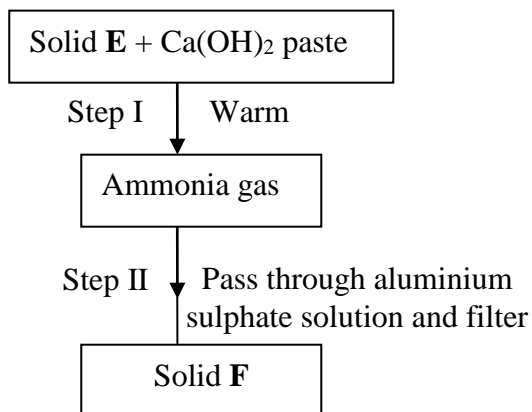 Solid E + Ca(OH)₂ paste
Step I Warm
Ammonia gas
Step II Pass through aluminium
sulphate solution and filter
Solid F